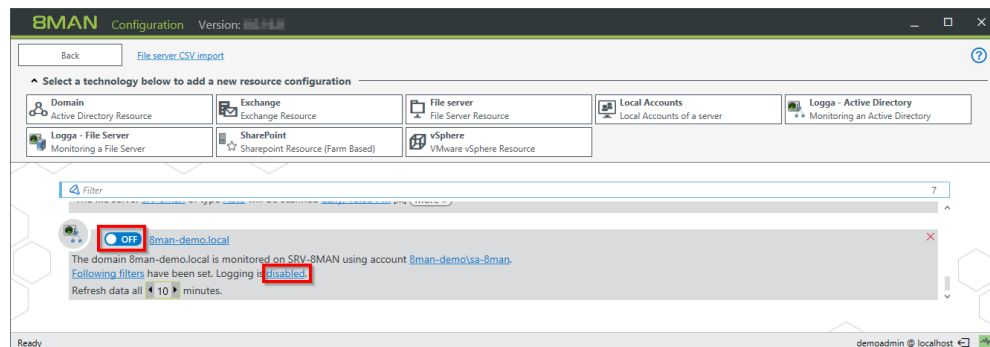 8MAN Configuration Version:
Back File server CSV import
Select a technology below to add a new resource configuration
Domain
Active Directory Resource
Exchange
Exchange Resource
File server
File Server Resource
Local Accounts
Local Accounts of a server
Logga - Active Directory
Monitoring an Active Directory
Logga - File Server
Monitoring a File Server
SharePoint
Sharepoint Resource (Farm Based)
vSphere
VMware vSphere Resource
Filter 7
OFF 8man-demo.local
The domain 8man-demo.local is monitored on SRV-8MAN using account 8man-demo\sa-8man.
Following filters have been set. Logging is disabled.
Refresh data all 10 minutes.
Ready demoadmin @ localhost